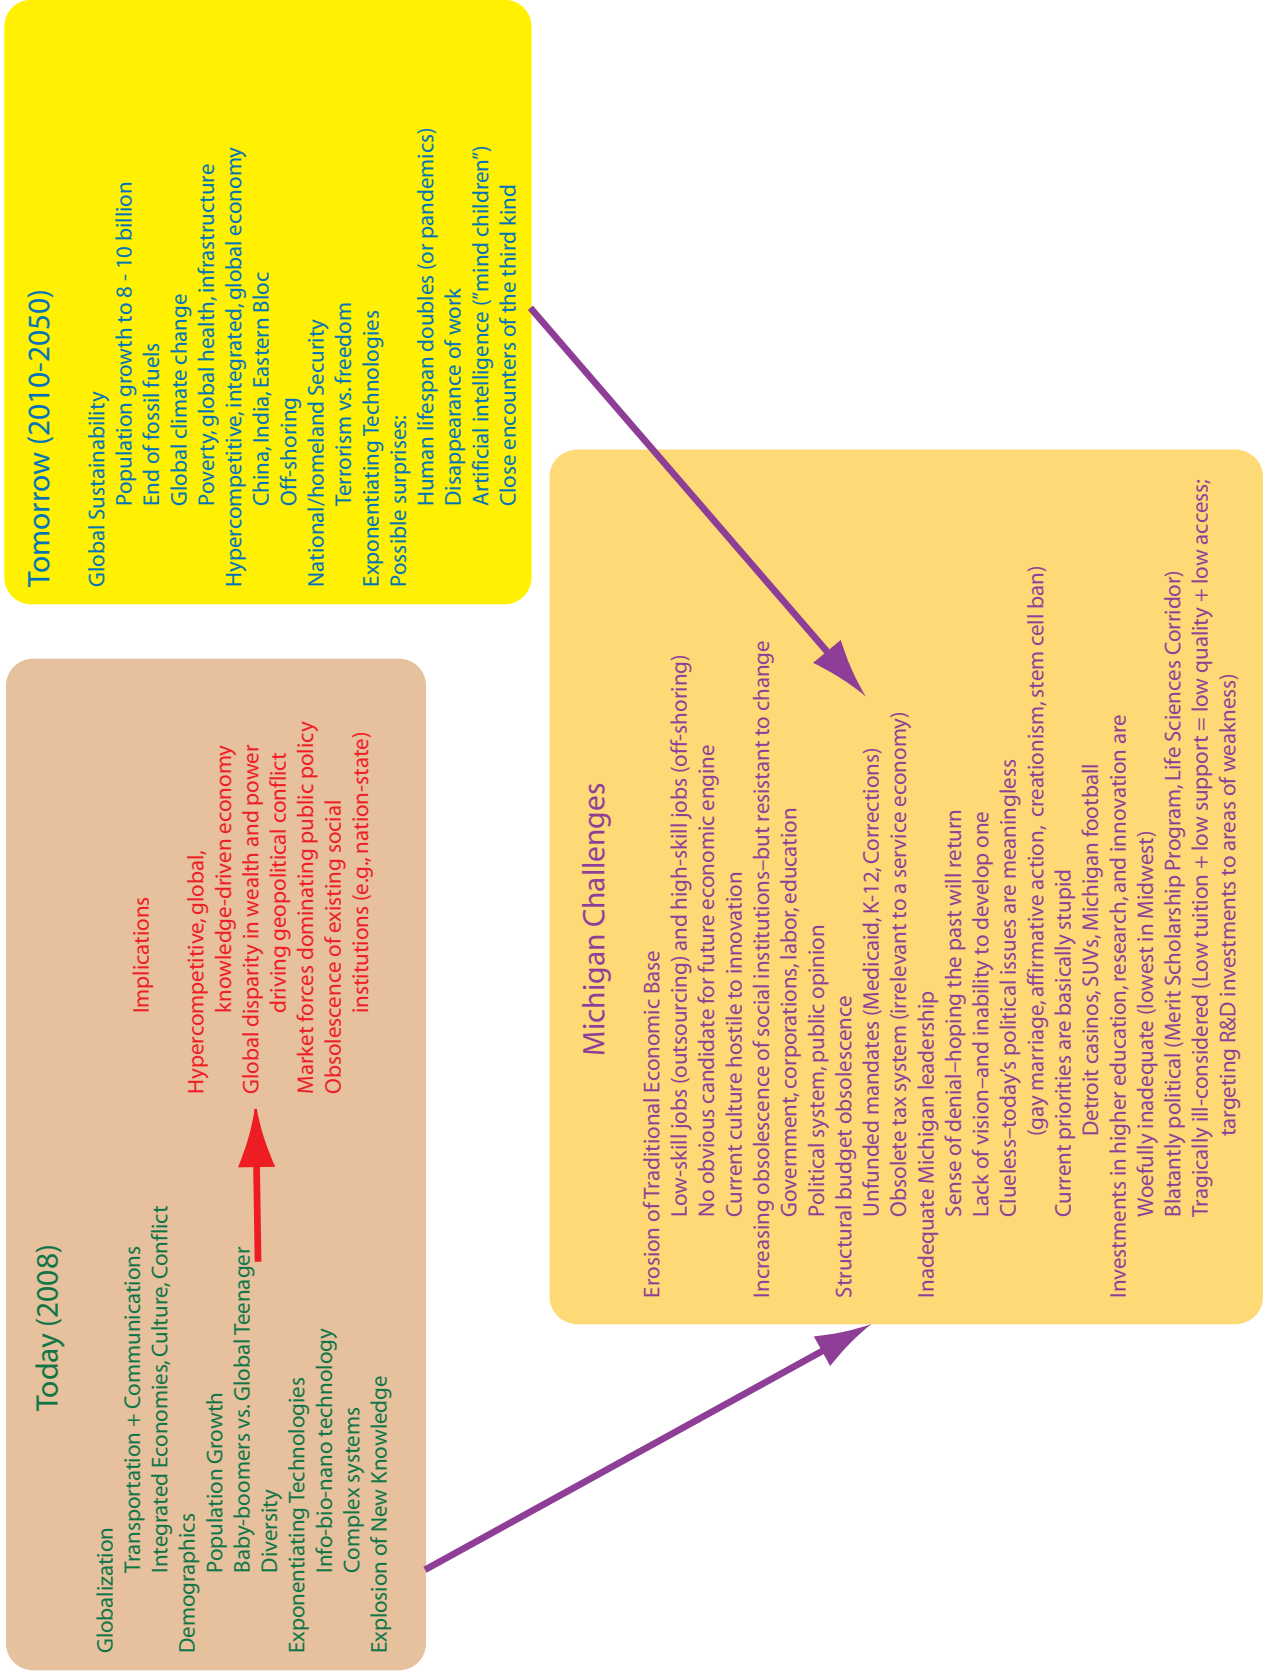 Today (2008)
Globalization
Transportation + Communications
Integrated Economies, Culture, Conflict
Demographics
Population Growth
Baby-boomers vs. Global Teenager
Diversity
Exponentiating Technologies
Info-bio-nano technology
Complex systems
Explosion of New Knowledge
Implications
Hypercompetitive, global,
knowledge-driven economy
Global disparity in wealth and power
driving geopolitical conflict
Market forces dominating public policy
Obsolescence of existing social
institutions (e.g., nation-state)
Tomorrow (2010-2050)
Global Sustainability
Population growth to 8 - 10 billion
End of fossil fuels
Global climate change
Poverty, global health, infrastructure
Hypercompetitive, integrated, global economy
China, India, Eastern Bloc
Off-shoring
National/homeland Security
Terrorism vs. freedom
Exponentiating Technologies
Possible surprises:
Human lifespan doubles (or pandemics)
Disappearance of work
Artificial intelligence (”mind children”)
Close encounters of the third kind
Michigan Challenges
Erosion of Traditional Economic Base
Low-skill jobs (outsourcing) and high-skill jobs (off-shoring)
No obvious candidate for future economic engine
Current culture hostile to innovation
Increasing obsolescence of social institutions–but resistant to change
Government, corporations, labor, education
Political system, public opinion
Structural budget obsolescence
Unfunded mandates (Medicaid, K-12, Corrections)
Obsolete tax system (irrelevant to a service economy)
Inadequate Michigan leadership
Sense of denial–hoping the past will return
Lack of vision–and inability to develop one
Clueless–today’s political issues are meaningless
(gay marriage, affirmative action, creationism, stem cell ban)
Current priorities are basically stupid
Detroit casinos, SUVs, Michigan football
Investments in higher education, research, and innovation are
Woefully inadequate (lowest in Midwest)
Blatantly political (Merit Scholarship Program, Life Sciences Corridor)
Tragically ill-considered (Low tuition + low support = low quality + low access;
targeting R&D investments to areas of weakness)